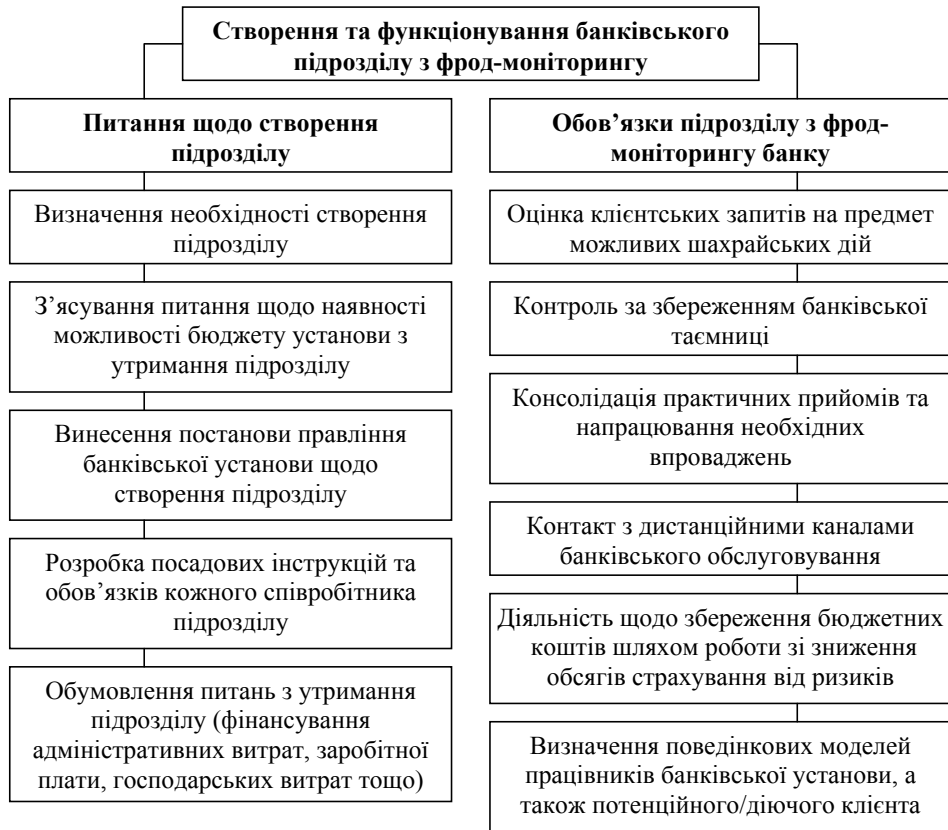 Створення та функціонування банківського
підрозділу з фрод-моніторингу
Питання щодо створення
підрозділу
Визначення необхідності створення
підрозділу
З’ясування питання щодо наявності
можливості бюджету установи з
утримання підрозділу
Винесення постанови правління
банківської установи щодо
створення підрозділу
Розробка посадових інструкцій та
обов’язків кожного співробітника
підрозділу
Обумовлення питань з утримання
підрозділу (фінансування
адміністративних витрат, заробітної
плати, господарських витрат тощо)
Обов’язки підрозділу з фрод-
моніторингу банку
Оцінка клієнтських запитів на предмет
можливих шахрайських дій
Контроль за збереженням банківської
таємниці
Консолідація практичних прийомів та
напрацювання необхідних
впроваджень
Контакт з дистанційними каналами
банківського обслуговування
Діяльність щодо збереження бюджетних
коштів шляхом роботи зі зниження
обсягів страхування від ризиків
Визначення поведінкових моделей
працівників банківської установи, а
також потенційного/діючого клієнта